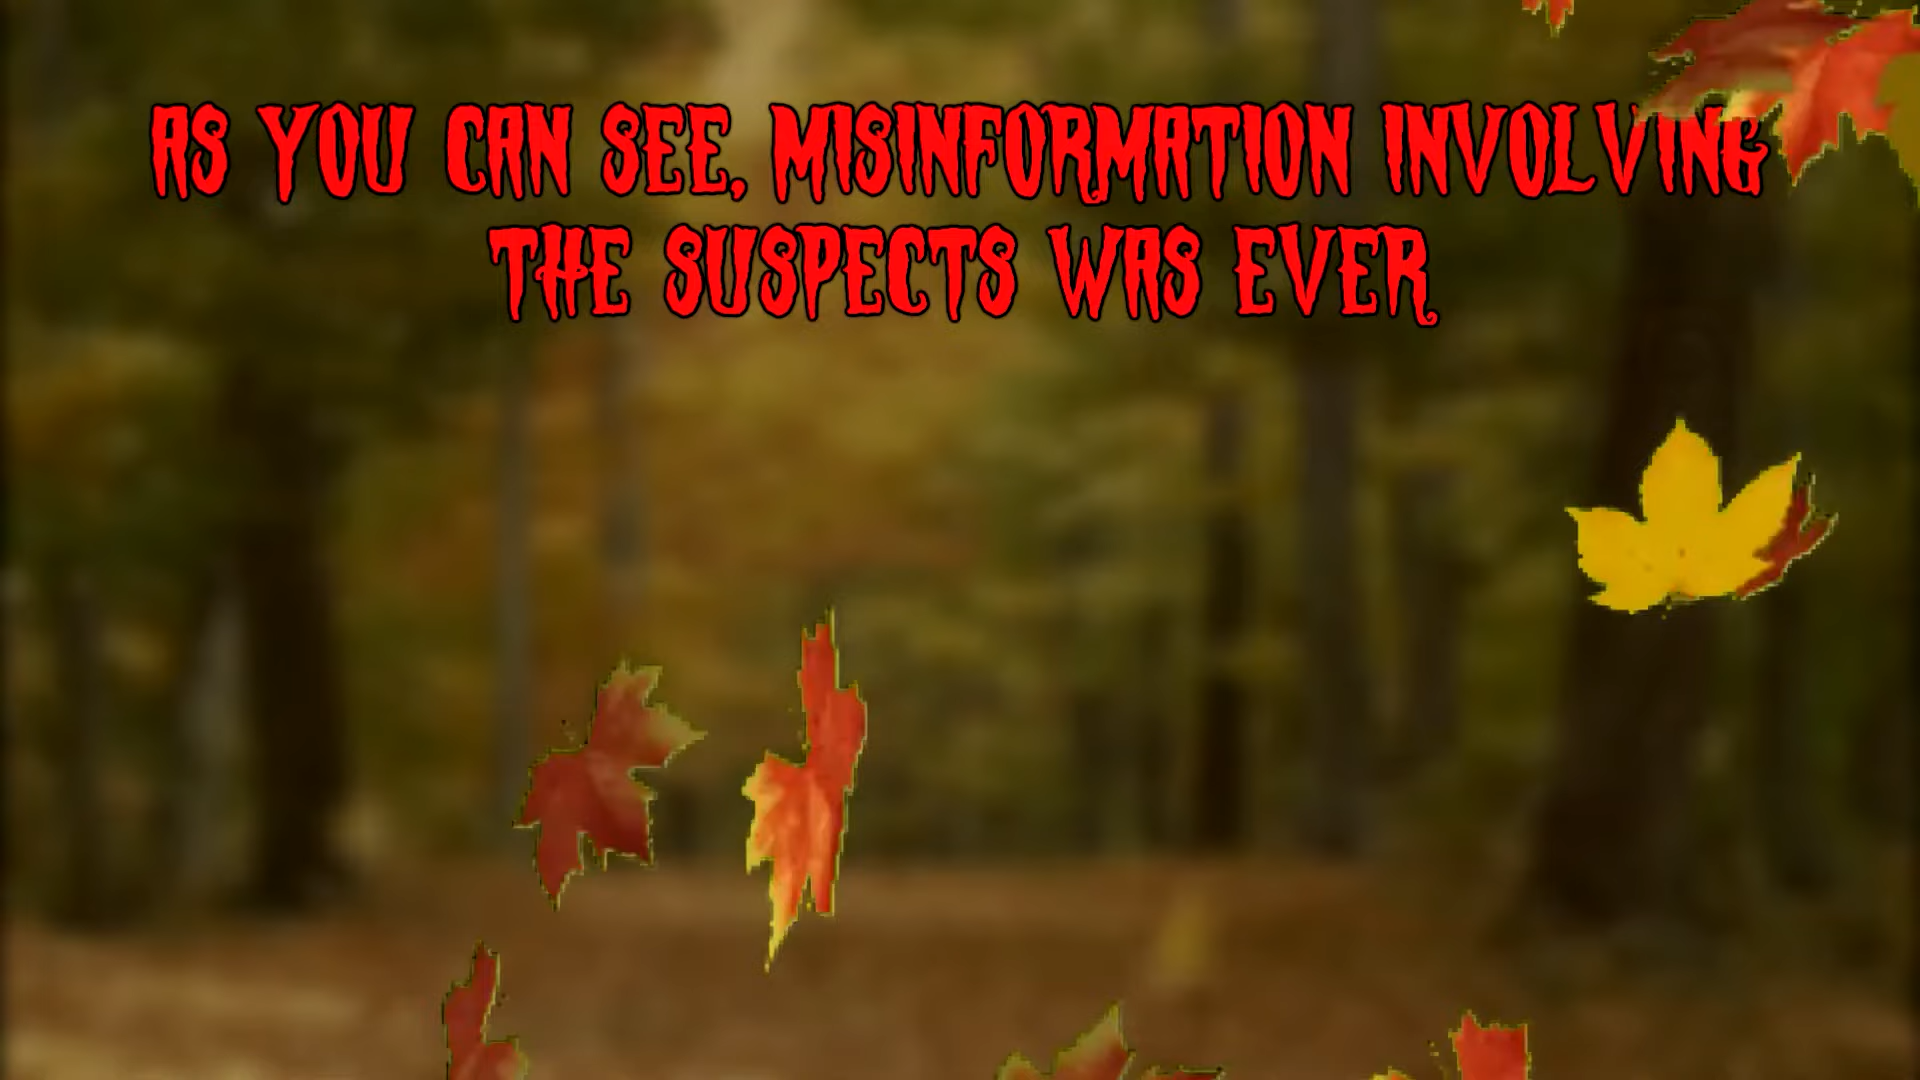 AS YOU CAN SEE, MISINFORMATION INVOLVING
THE SUSPECTS WAS EVER